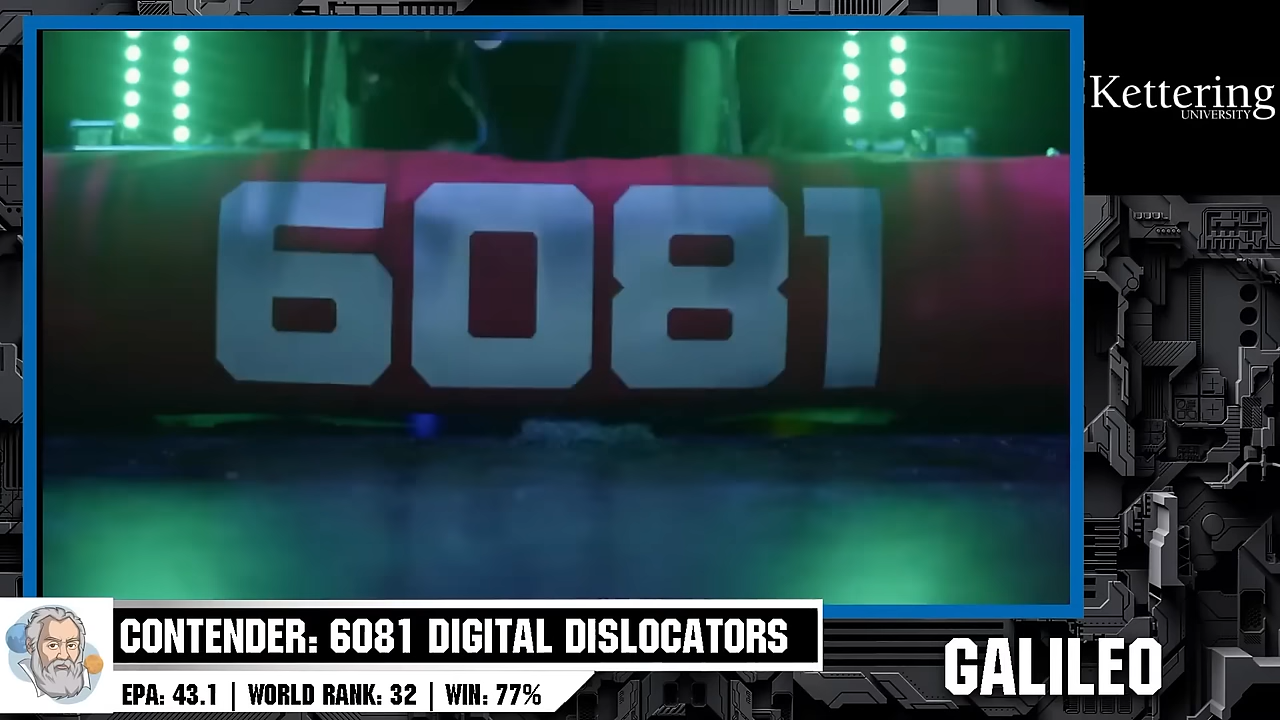 6081
Kettering
UNIVERSITY
CONTENDER: 6081 DIGITAL DISLOCATORS
EPA: 43.1 | WORLD RANK: 32 | WIN: 77%
GALILEO